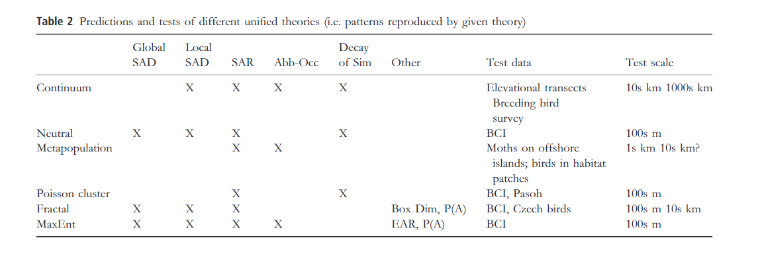 Table 2 Predictions and tests of different unified theories (i.e. patterns reproduced by given theory)
Global Local Decay
SAD SAD SAR Abb-Occ of Sim Other Test data Test scale
Continuum X X X X Elevational transects 10s km 1000s km
Breeding bird
survey
Neutral X X X X BCI 100s m
Metapopulation X X Moths on offshore 1s km 10s km?
islands; birds in habitat
patches
Poisson cluster X X BCI, Pasoh 100s m
Fractal X X X Box Dim, P(A) BCI, Czech birds 100s m 10s km
MaxEnt X X X X EAR, P(A) BCI 100s m